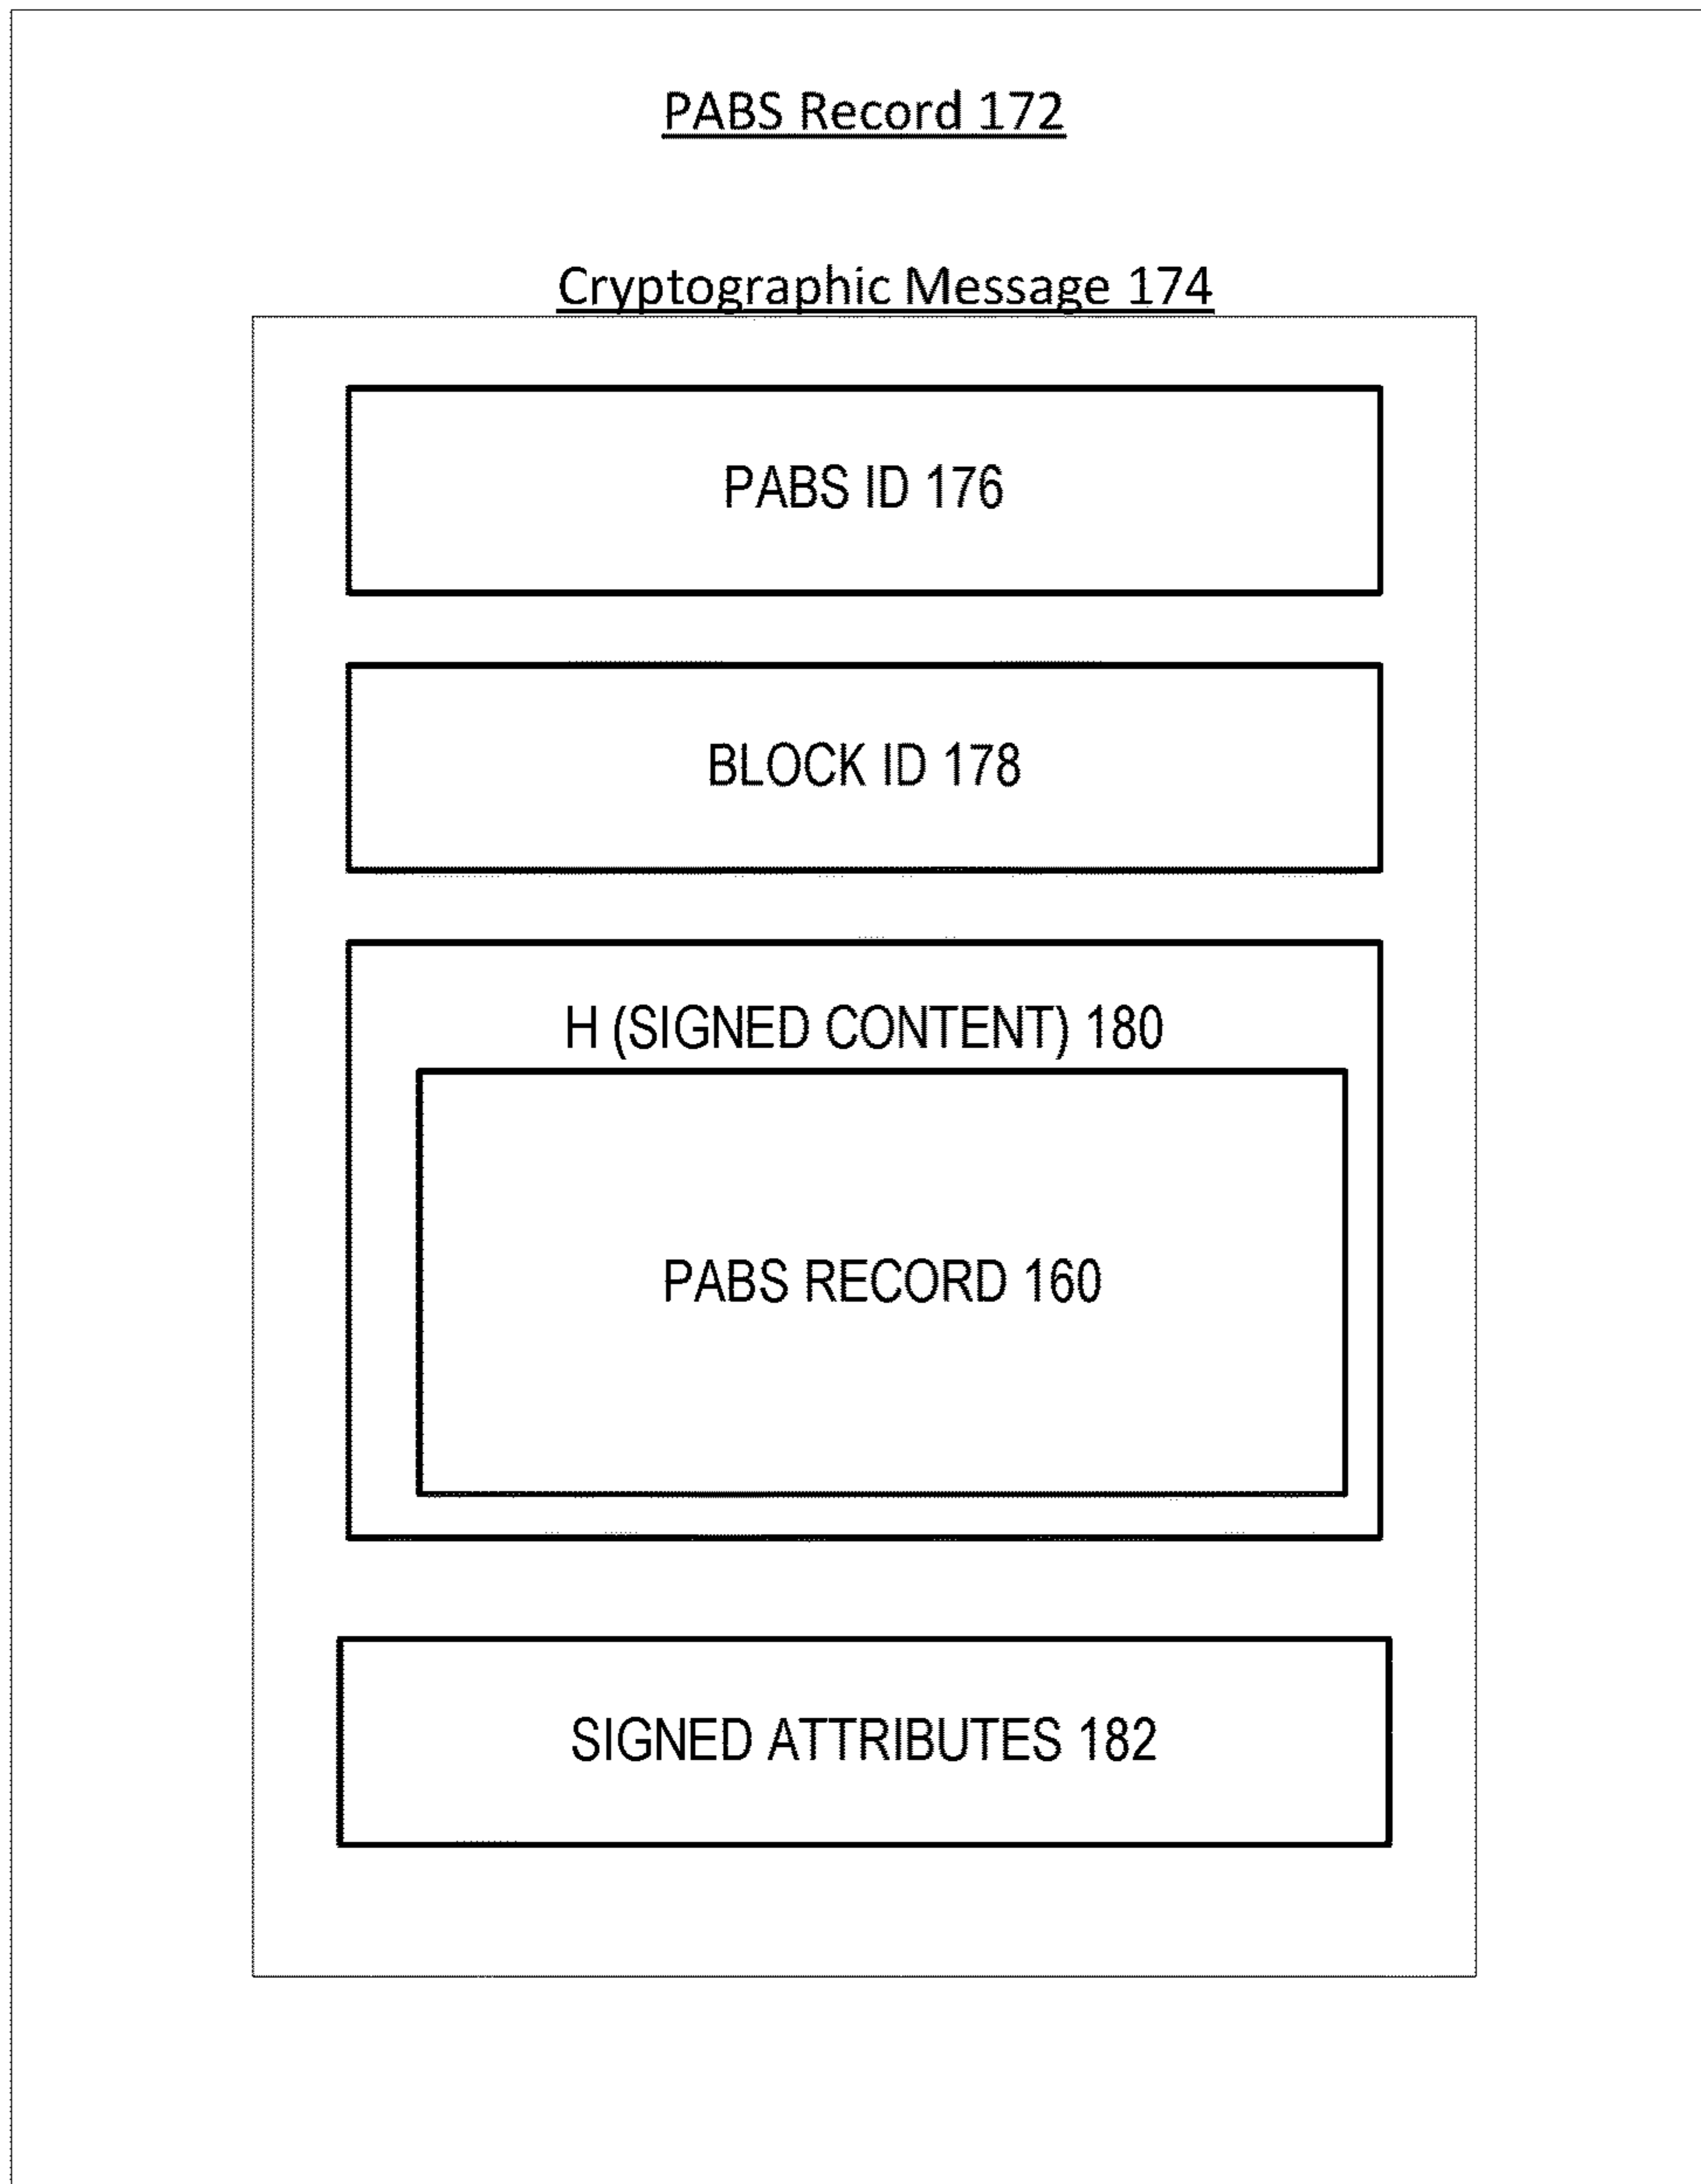 PABS Record 172
Cryptographic Message 174
PABS ID 176
BLOCK ID 178
H (SIGNED CONTENT) 180
PABS RECORD 160
SIGNED ATTRIBUTES 182